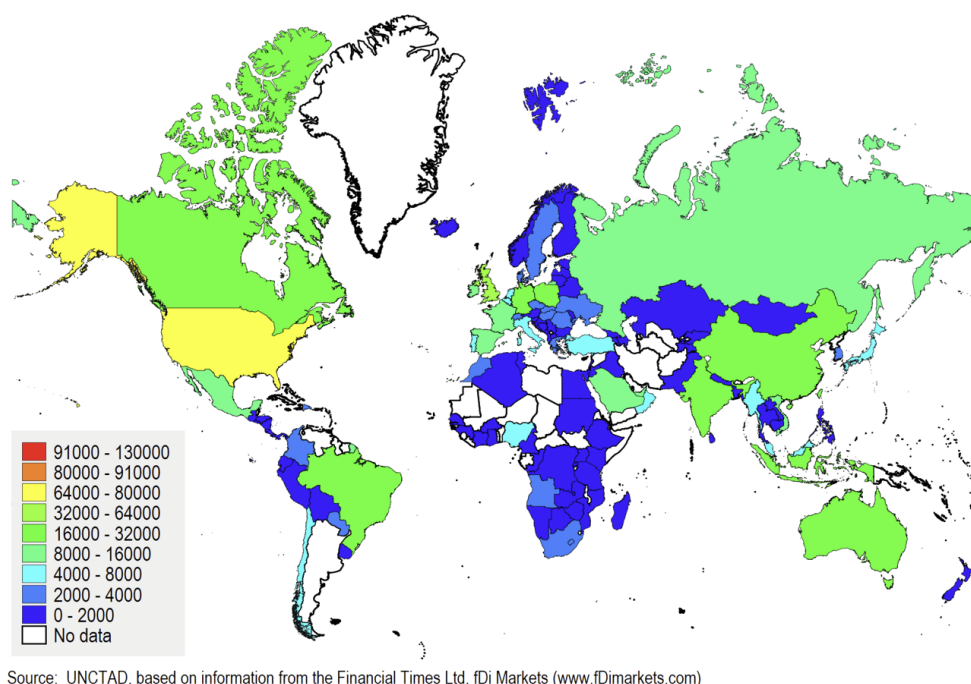 91000 - 130000
80000 - 91000
64000 - 80000
32000 - 64000
16000 - 32000
8000 - 16000
4000 - 8000
2000 - 4000
0 - 2000
No data
Source: UNCTAD, based on information from the Financial Times Ltd, fDi Markets (www.fDimarkets.com)